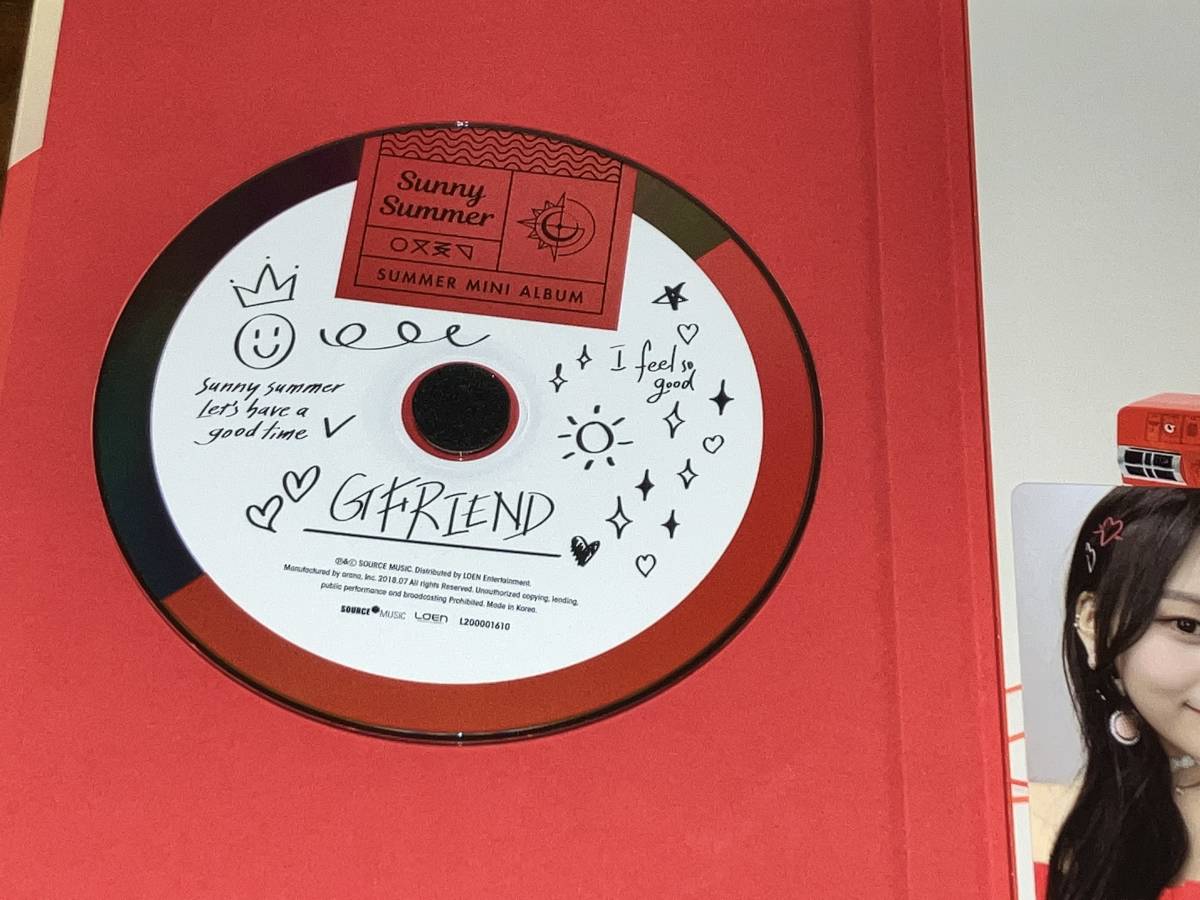 Sunny
Summer
SUMMER MINI ALBUM
I feel so
good
Sunny summer
Let's have a
good time
GFRIEND
℗&© SOURCE MUSIC. Distributed by LOEN Entertainment.
Manufactured by arana, Inc. 2018.07 All rights Reserved. Unauthorized copying, lending,
public performance and broadcasting Prohibited. Made in Korea.
SOURCE MUSIC LOEN L200001610